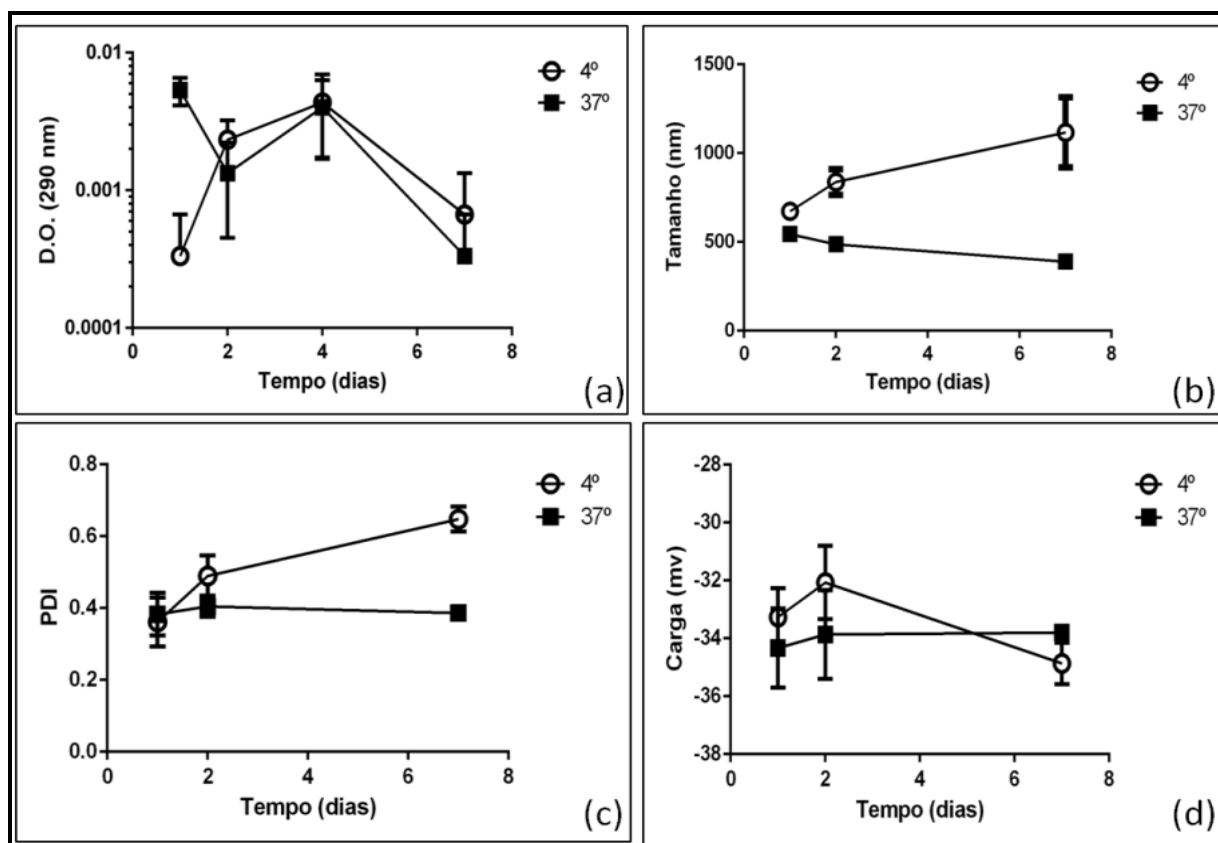 0.01
0.001
0.0001
D.O. (290 nm)
0 2 4 6 8
Tempo (dias)
4º
37º
(a)
1500
1000
500
0
Tamanho (nm)
0 2 4 6 8
Tempo (dias)
4º
37º
(b)
0.8
0.6
0.4
0.2
0.0
PDI
0 2 4 6 8
Tempo (dias)
4º
37º
(c)
-28
-30
-32
-34
-36
-38
Carga (mv)
0 2 4 6 8
Tempo (dias)
4º
37º
(d)